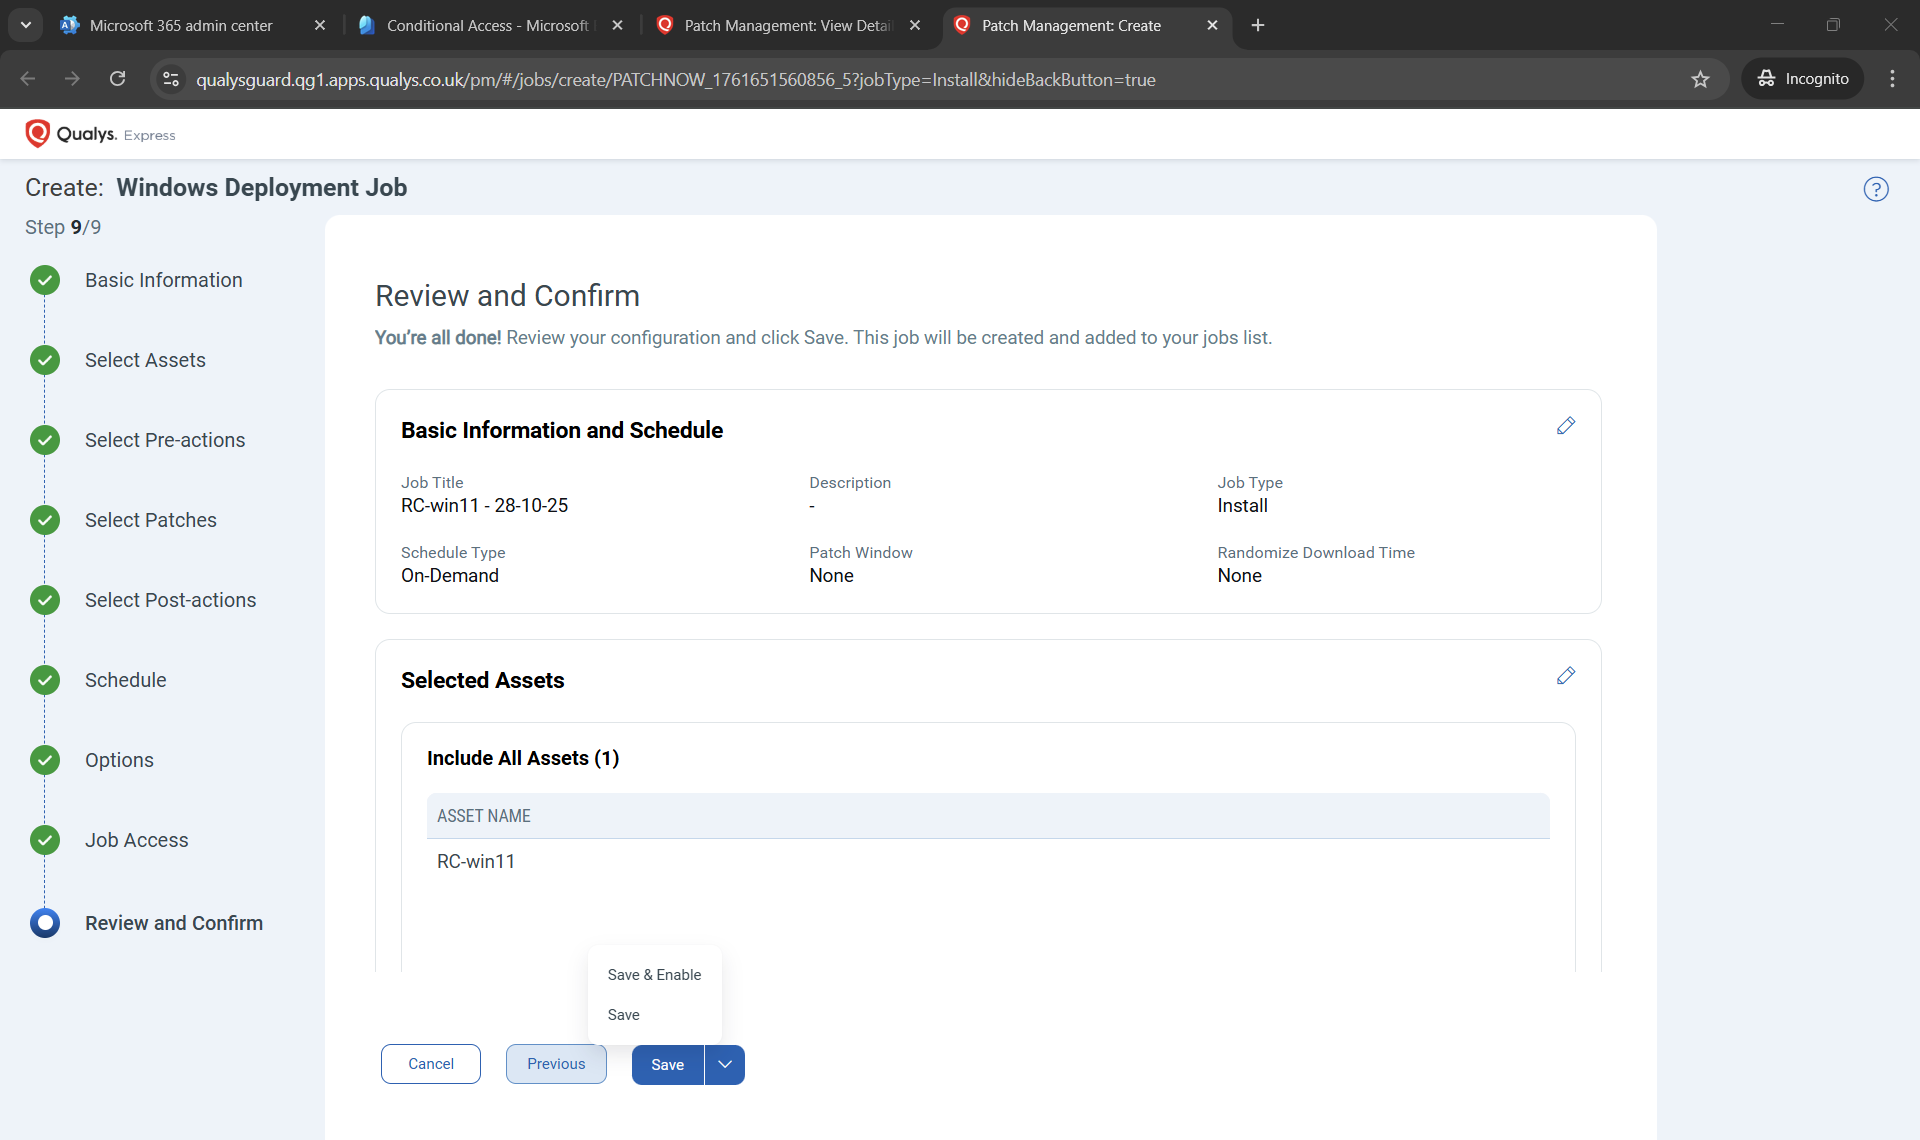 Microsoft 365 admin center
Conditional Access - Microsoft
Patch Management: View Detai
Patch Management: Create
qualysguard.qg1.apps.qualys.co.uk/pm/#/jobs/create/PATCHNOW_1761651560856_5?jobType=Install&hideBackButton=true
Incognito
Qualys. Express
Create: Windows Deployment Job
?
Step 9/9
Basic Information
Select Assets
Select Pre-actions
Select Patches
Select Post-actions
Schedule
Options
Job Access
Review and Confirm
Review and Confirm
You're all done! Review your configuration and click Save. This job will be created and added to your jobs list.
Basic Information and Schedule
Job Title
RC-win11 - 28-10-25
Description
-
Job Type
Install
Schedule Type
On-Demand
Patch Window
None
Randomize Download Time
None
Selected Assets
Include All Assets (1)
ASSET NAME
RC-win11
Save & Enable
Save
Cancel
Previous
Save